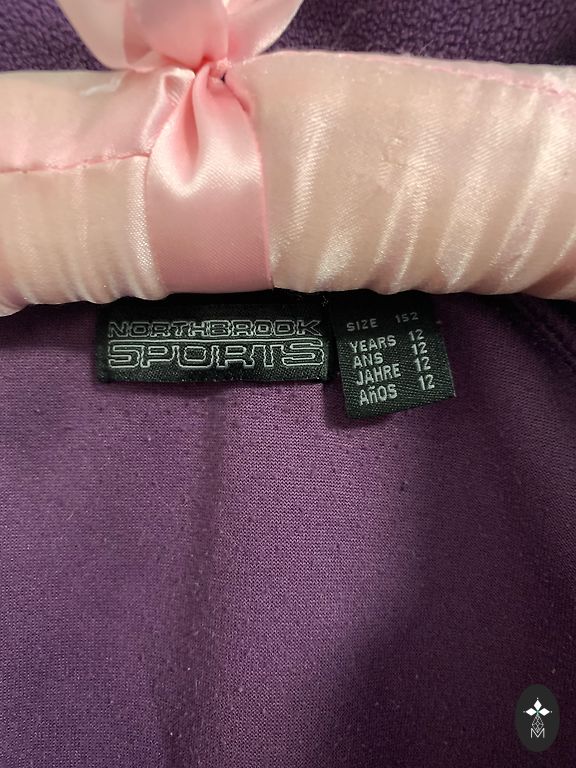 NORTHBROOK
SPORTS
SIZE 152
YEARS 12
ANS 12
JAHRE 12
AñOS 12
M